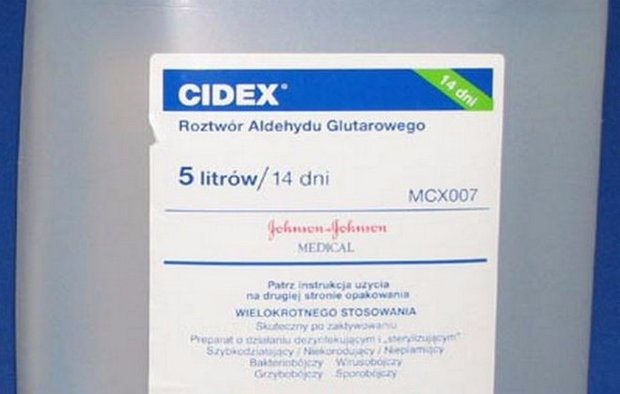 CIDEX®
14 dni
Roztwór Aldehydu Glutarowego
5 litrów/14 dni
MCX007
Johnson-Johnson
MEDICAL
Patrz instrukcja użycia
na drugiej stronie opakowania
WIELOKROTNEGO STOSOWANIA
Skuteczny po zaktywowaniu
Preparat o działaniu dezynfekującym i „sterylizującym"
Szybkodziałający / Niekorodujący / Nieplamiący
Bakteriobójczy Wirusobójczy
Grzybobójczy Sporobójczy